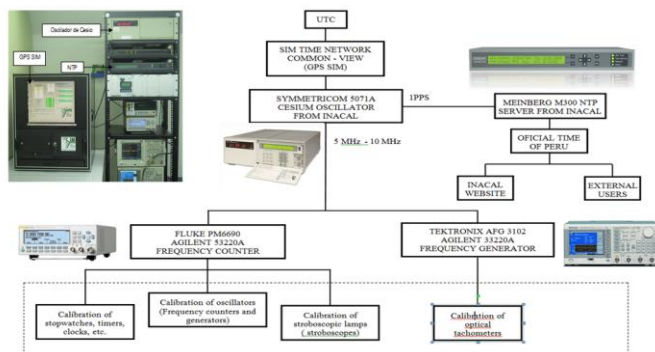 Oscilador de Cesio
GPS SIM
NTP
UTC
SIM TIME NETWORK
COMMON - VIEW
(GPS SIM)
SYMMETRICOM 5071A
CESIUM OSCILLATOR
FROM INACAL
1PPS
MEINBERG M300 NTP
SERVER FROM INACAL
OFICIAL TIME
OF PERU
INACAL
WEBSITE
EXTERNAL
USERS
5 MHz - 10 MHz
FLUKE PM6690
AGILENT 53220A
FREQUENCY COUNTER
TEKTRONIX AFG 3102
AGILENT 33220A
FREQUENCY GENERATOR
Calibration of
stopwatches, timers,
clocks, etc.
Calibration of oscillators
(Frequency counters and
generators)
Calibration of
stroboscopic lamps
( stroboscopes)
Calibration of
optical
tachometers